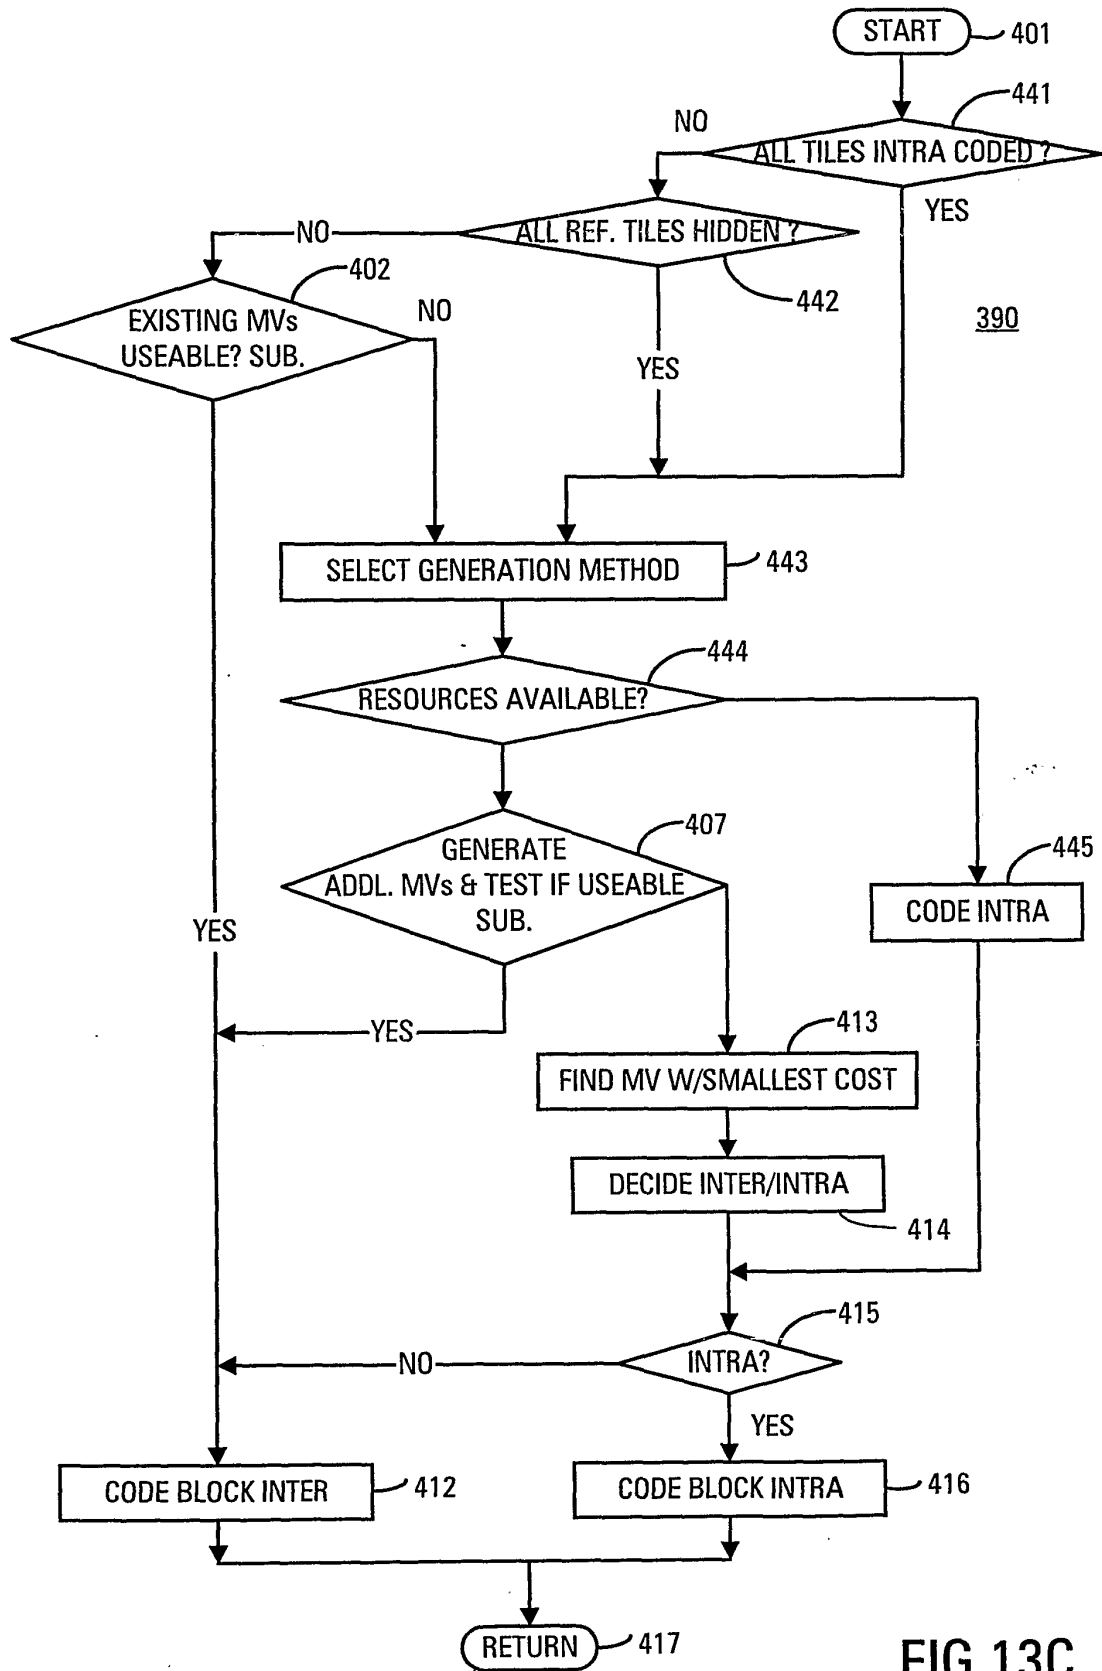 START
401
441
NO
ALL TILES INTRA CODED ?
YES
NO
ALL REF. TILES HIDDEN ?
402
NO
442
390
EXISTING MVs
USEABLE? SUB.
YES
SELECT GENERATION METHOD
443
444
RESOURCES AVAILABLE?
407
GENERATE
ADDL. MVs & TEST IF USEABLE
SUB.
445
CODE INTRA
YES
YES
413
FIND MV W/SMALLEST COST
DECIDE INTER/INTRA
414
415
NO
INTRA?
YES
CODE BLOCK INTER
412
CODE BLOCK INTRA
416
RETURN
417
FIG.13C